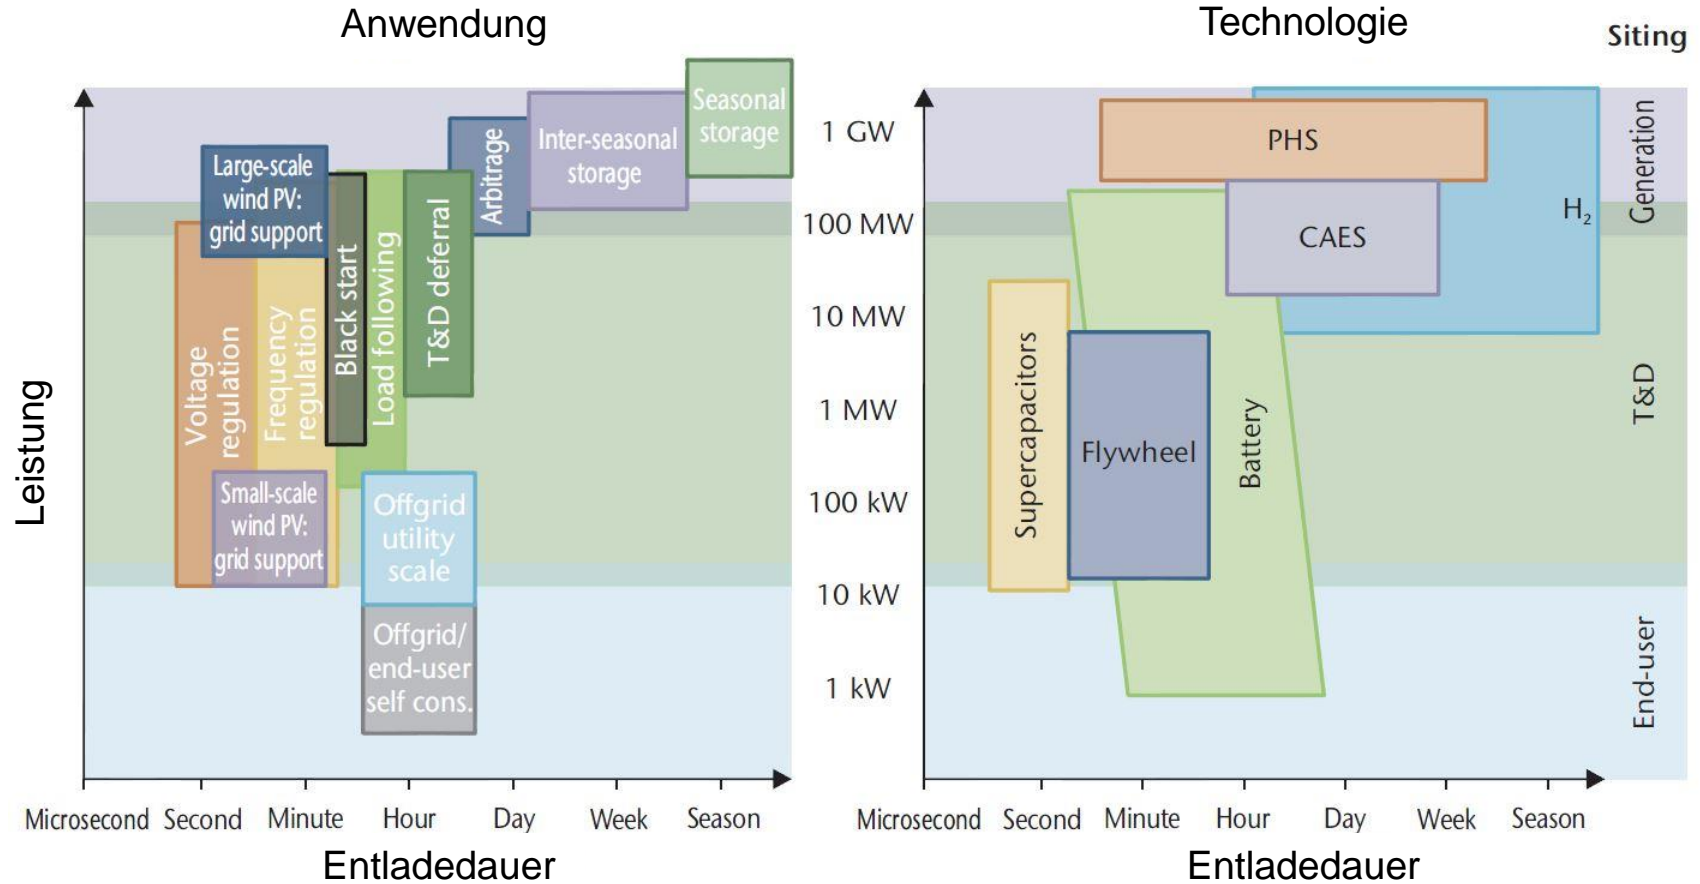 Anwendung
Technologie
Siting
Leistung
Large-scale
wind PV:
grid support
Voltage
regulation
Frequency
regulation
Small-scale
wind PV:
grid support
Black start
Load following
T&D deferral
Arbitrage
Inter-seasonal
storage
Seasonal
storage
Offgrid
utility
scale
Offgrid/
end-user
self cons.
Microsecond Second Minute Hour Day Week Season
Entladedauer
1 GW
100 MW
10 MW
1 MW
100 kW
10 kW
1 kW
PHS
CAES
H2
Supercapacitors
Flywheel
Battery
Generation
T&D
End-user
Microsecond Second Minute Hour Day Week Season
Entladedauer